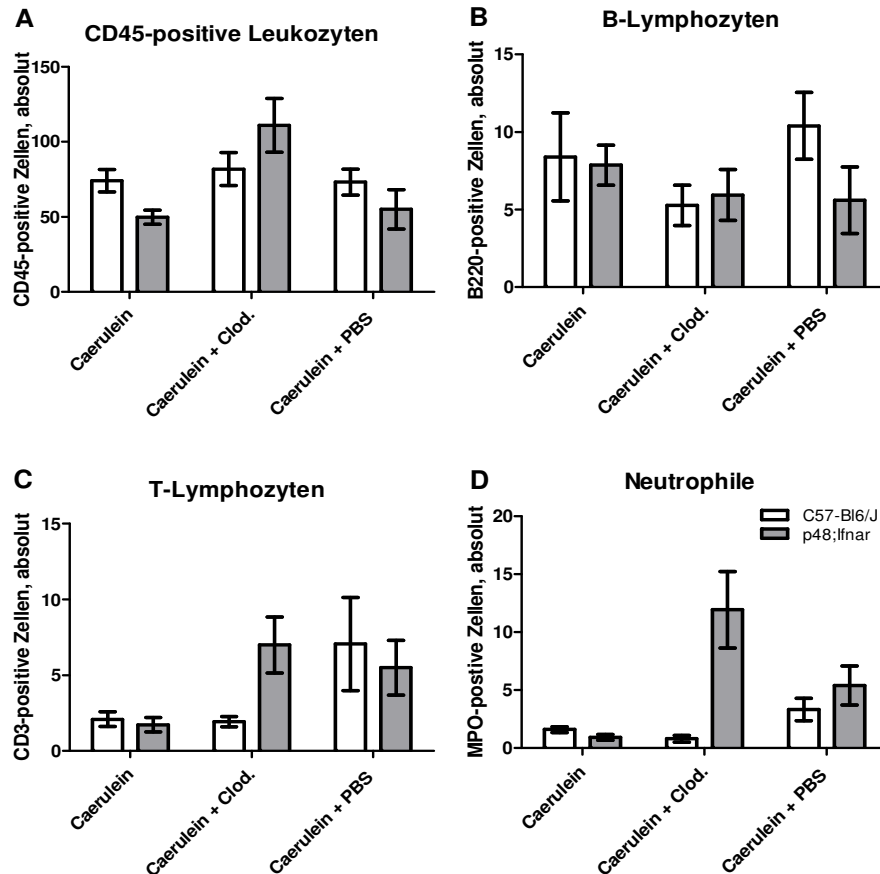 A
CD45-positive Leukozyten
CD45-positive Zellen, absolut
150
100
50
0
Caerulein
Caerulein + Clod.
Caerulein + PBS
B
B-Lymphozyten
B220-positive Zellen, absolut
15
10
5
0
Caerulein
Caerulein + Clod.
Caerulein + PBS
C
T-Lymphozyten
CD3-positive Zellen, absolut
15
10
5
0
Caerulein
Caerulein + Clod.
Caerulein + PBS
D
Neutrophile
MPO-postive Zellen, absolut
20
15
10
5
0
C57-Bl6/J
p48;Ifnar
Caerulein
Caerulein + Clod.
Caerulein + PBS